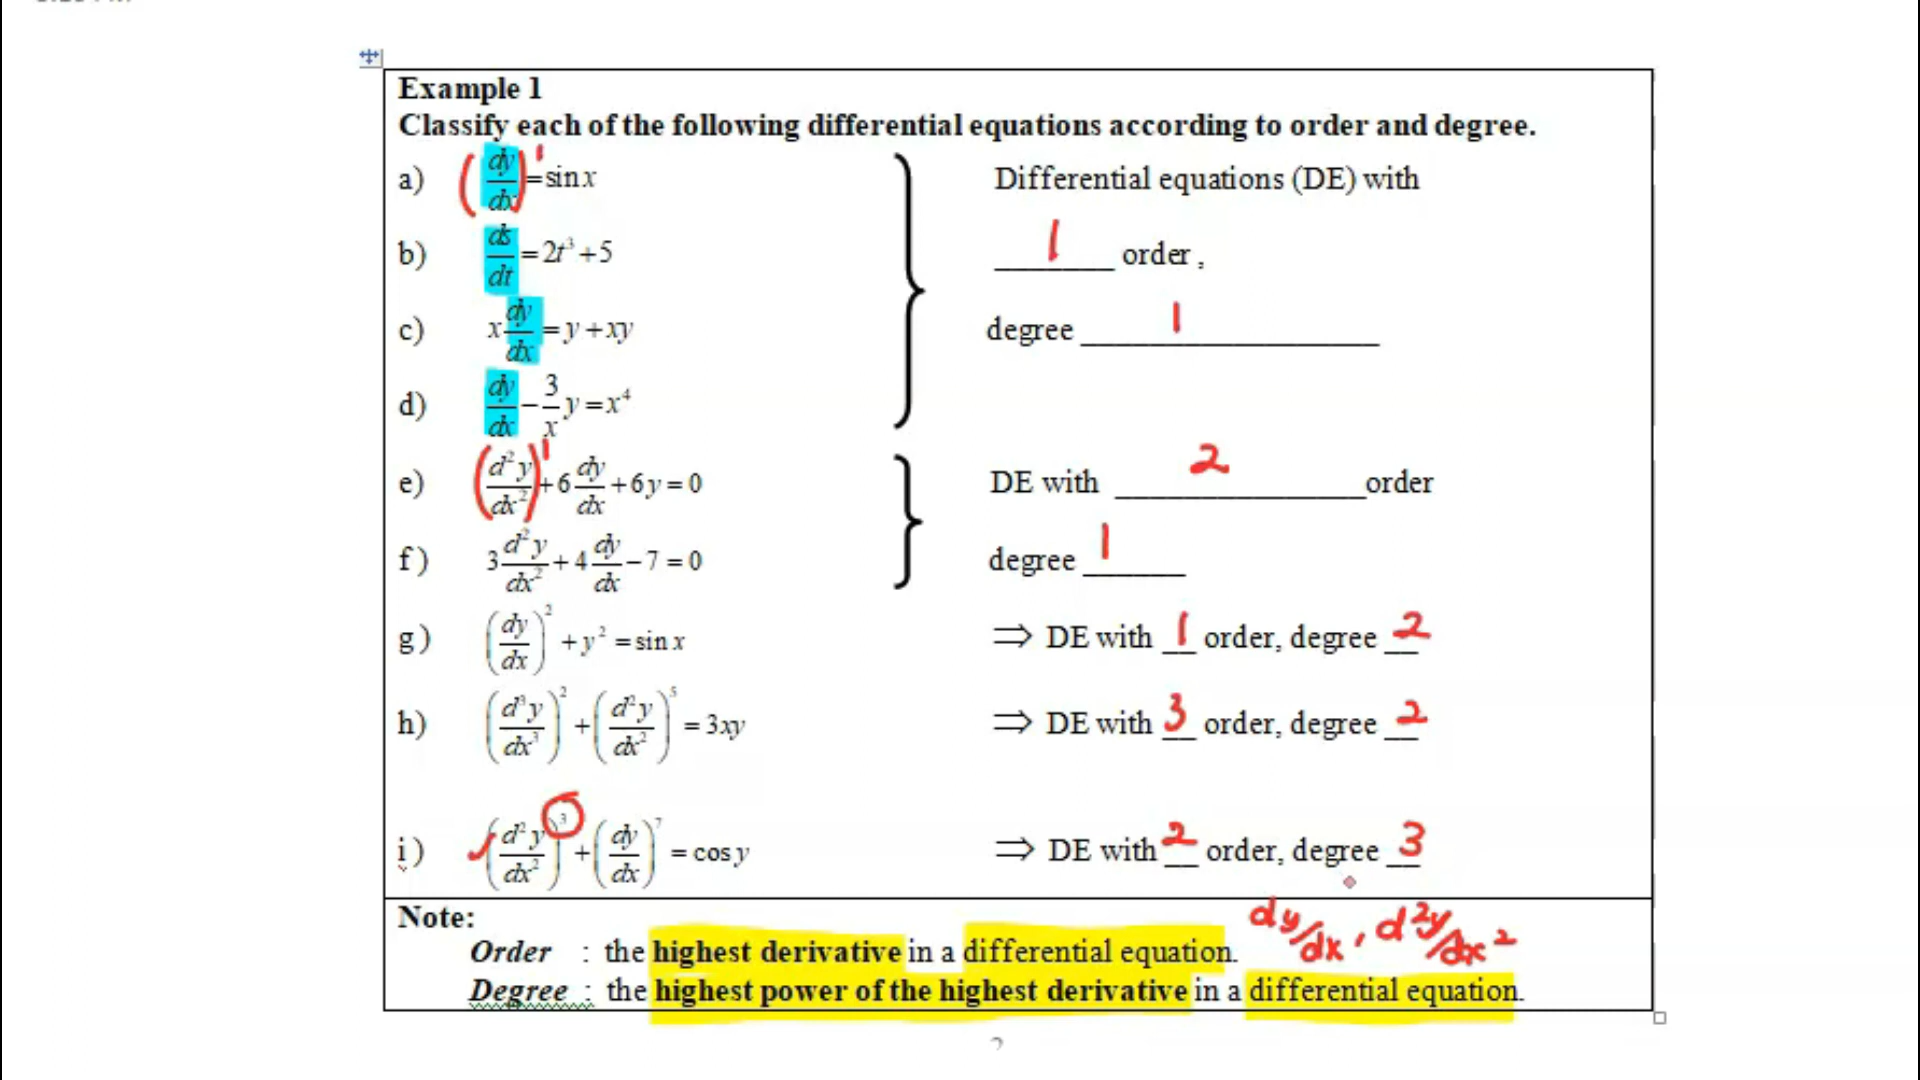 Example 1
Classify each of the following differential equations according to order and degree.
a) (dy/dx)¹ = sin x
Differential equations (DE) with
b) ds/dt = 2t³ + 5
1 order ,
c) x dy/dx = y + xy
degree 1
d) dy/dx − 3/x y = x⁴
e) (d²y/dx²)¹ + 6 dy/dx + 6y = 0
DE with 2 order
f) 3 d²y/dx² + 4 dy/dx − 7 = 0
degree 1
g) (dy/dx)² + y² = sin x ⇒ DE with 1 order, degree 2
h) (d³y/dx³)² + (d²y/dx²)⁵ = 3xy ⇒ DE with 3 order, degree 2
i) (d²y/dx²)³ + (dy/dx)⁷ = cos y ⇒ DE with 2 order, degree 3
Note:
dy/dx , d²y/dx²
Order : the highest derivative in a differential equation.
Degree : the highest power of the highest derivative in a differential equation.